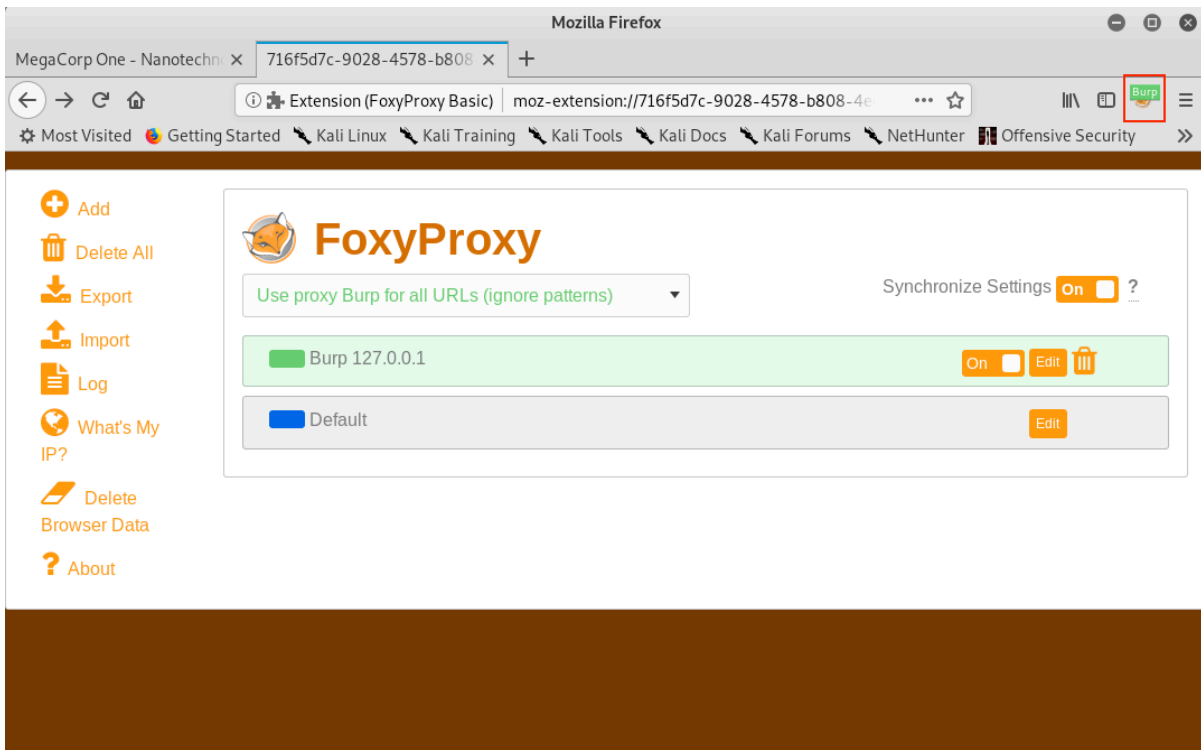 Mozilla Firefox
MegaCorp One - Nanotechn
716f5d7c-9028-4578-b808
Extension (FoxyProxy Basic) moz-extension://716f5d7c-9028-4578-b808-4e
Burp
Most Visited Getting Started Kali Linux Kali Training Kali Tools Kali Docs Kali Forums NetHunter Offensive Security
Add
Delete All
Export
Import
Log
What's My
IP?
Delete
Browser Data
? About
FoxyProxy
Use proxy Burp for all URLs (ignore patterns)
Synchronize Settings On ?
Burp 127.0.0.1 On Edit
Default Edit